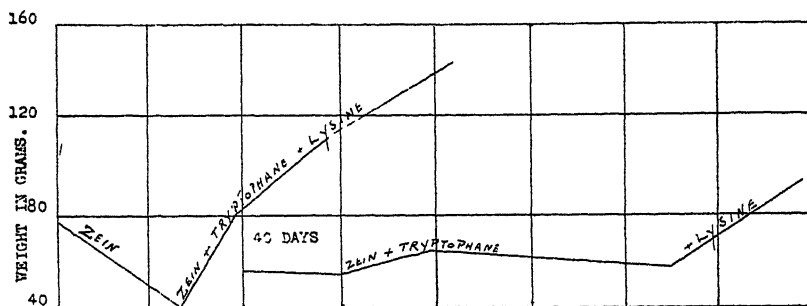 160
120
80
40
WEIGHT IN GRAMS.
ZEIN
ZEIN + TRYPTOPHANE + LYSINE
40 DAYS
ZEIN + TRYPTOPHANE
+ LYSINE